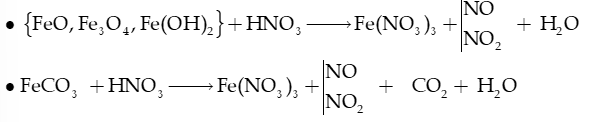 • {FeO, Fe₃O₄, Fe(OH)₂} + HNO₃ ⟶ Fe(NO₃)₃ + |NO NO₂ + H₂O
• FeCO₃ + HNO₃ ⟶ Fe(NO₃)₃ + |NO NO₂ + CO₂ + H₂O